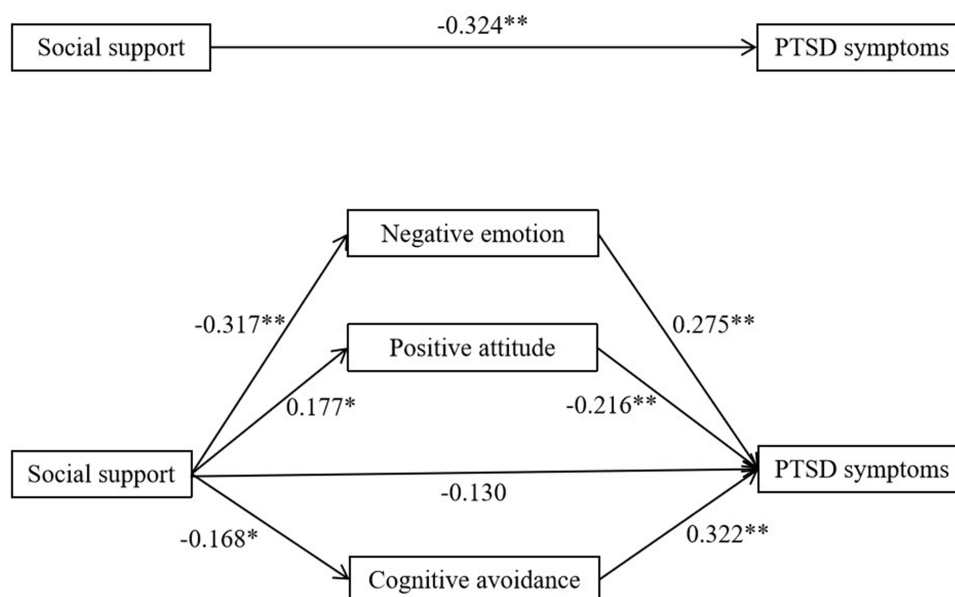 -0.324**
Social support
PTSD symptoms
Negative emotion
-0.317**
0.275**
Positive attitude
0.177*
-0.216**
Social support
PTSD symptoms
-0.130
-0.168*
0.322**
Cognitive avoidance